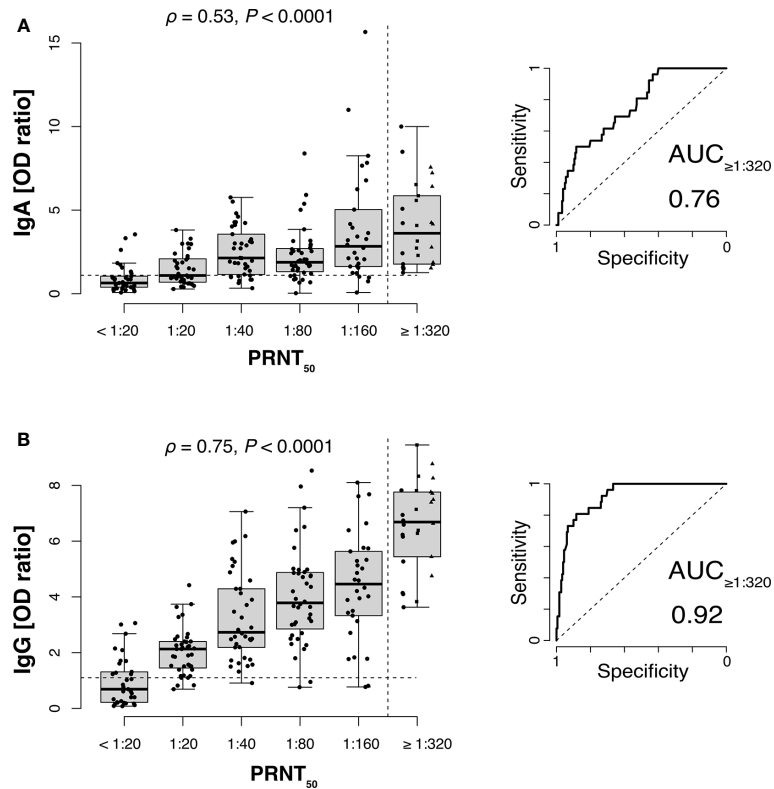 A
ρ = 0.53, P < 0.0001
IgA [OD ratio]
15
10
5
0
< 1:20 1:20 1:40 1:80 1:160 ≥ 1:320
PRNT50
Sensitivity
1
0
AUC≥1:320
0.76
1 0
Specificity
B
ρ = 0.75, P < 0.0001
IgG [OD ratio]
8
6
4
2
0
< 1:20 1:20 1:40 1:80 1:160 ≥ 1:320
PRNT50
Sensitivity
1
0
AUC≥1:320
0.92
1 0
Specificity